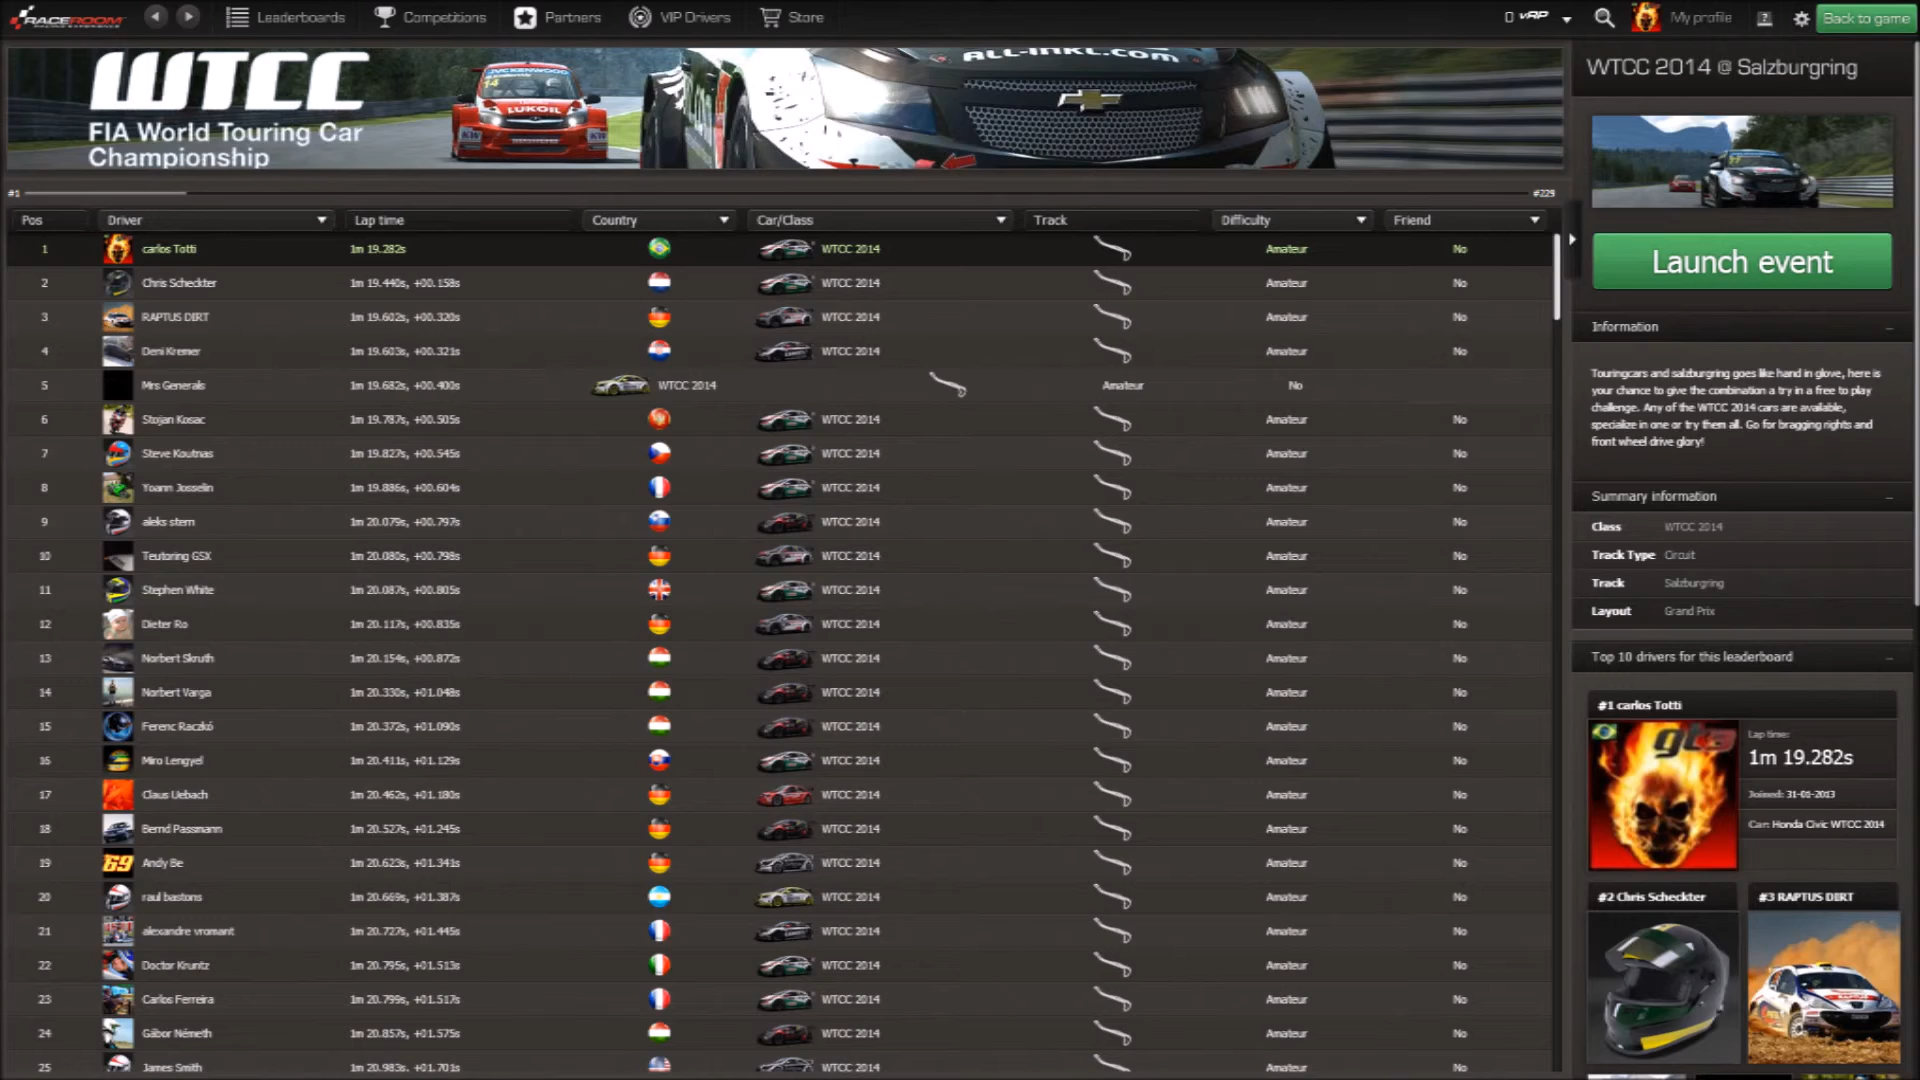 RACEROOM
RACING EXPERIENCE
Leaderboards
Competitions
Partners
VIP Drivers
Store
0 vRP
My profile
?
Back to game
WTCC
FIA World Touring Car
Championship
JVCKENWOOD
14
LUKOIL
KW
KW
ALL-INKL.COM
#1
#229
Pos Driver Lap time Country Car/Class Track Difficulty Friend
1 carlos Totti 1m 19.282s WTCC 2014 Amateur No
2 Chris Scheckter 1m 19.440s, +00.158s WTCC 2014 Amateur No
3 RAPTUS DIRT 1m 19.602s, +00.320s WTCC 2014 Amateur No
4 Deni Kremer 1m 19.603s, +00.321s WTCC 2014 Amateur No
5 Mrs Generals 1m 19.682s, +00.400s WTCC 2014 Amateur No
6 Stojan Kosac 1m 19.787s, +00.505s WTCC 2014 Amateur No
7 Steve Koutnas 1m 19.827s, +00.545s WTCC 2014 Amateur No
8 Yoann Josselin 1m 19.886s, +00.604s WTCC 2014 Amateur No
9 aleks stern 1m 20.079s, +00.797s WTCC 2014 Amateur No
10 Teutoring GSX 1m 20.080s, +00.798s WTCC 2014 Amateur No
11 Stephen White 1m 20.087s, +00.805s WTCC 2014 Amateur No
12 Dieter Ro 1m 20.117s, +00.835s WTCC 2014 Amateur No
13 Norbert Skruth 1m 20.154s, +00.872s WTCC 2014 Amateur No
14 Norbert Varga 1m 20.330s, +01.048s WTCC 2014 Amateur No
15 Ferenc Raczkó 1m 20.372s, +01.090s WTCC 2014 Amateur No
16 Miro Lengyel 1m 20.411s, +01.129s WTCC 2014 Amateur No
17 Claus Uebach 1m 20.462s, +01.180s WTCC 2014 Amateur No
18 Bernd Passmann 1m 20.527s, +01.245s WTCC 2014 Amateur No
69
19 Andy Be 1m 20.623s, +01.341s WTCC 2014 Amateur No
20 raul bastons 1m 20.669s, +01.387s WTCC 2014 Amateur No
21 alexandre vromant 1m 20.727s, +01.445s WTCC 2014 Amateur No
22 Doctor Kruntz 1m 20.795s, +01.513s WTCC 2014 Amateur No
23 Carlos Ferreira 1m 20.799s, +01.517s WTCC 2014 Amateur No
24 Gábor Németh 1m 20.857s, +01.575s WTCC 2014 Amateur No
25 James Smith 1m 20.983s, +01.701s WTCC 2014 Amateur No
WTCC 2014 @ Salzburgring
Launch event
Information
Touringcars and salzburgring goes like hand in glove, here is
your chance to give the combination a try in a free to play
challenge. Any of the WTCC 2014 cars are available,
specialize in one or try them all. Go for bragging rights and
front wheel drive glory!
Summary information
Class WTCC 2014
Track Type Circuit
Track Salzburgring
Layout Grand Prix
Top 10 drivers for this leaderboard
#1 carlos Totti
gt3
Lap time:
1m 19.282s
Joined: 31-01-2013
Car: Honda Civic WTCC 2014
#2 Chris Scheckter
#3 RAPTUS DIRT
RAPTUS